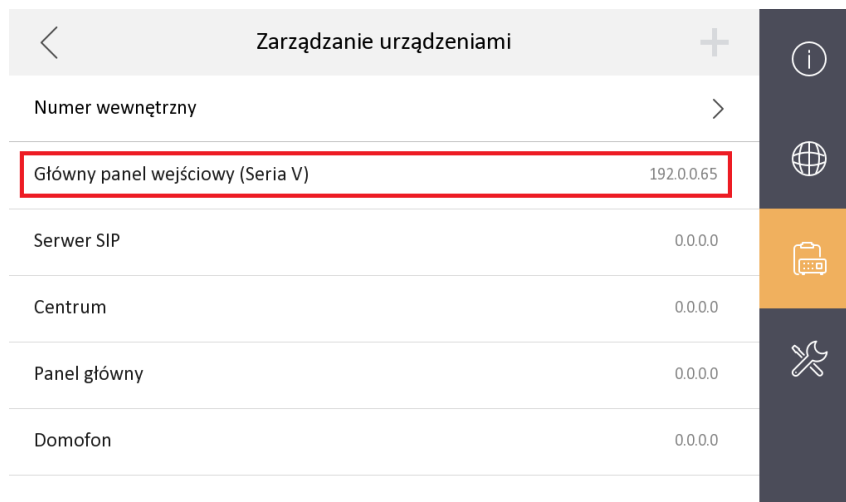 Zarządzanie urządzeniami
Numer wewnętrzny
Główny panel wejściowy (Seria V) 192.0.0.65
Serwer SIP 0.0.0.0
Centrum 0.0.0.0
Panel główny 0.0.0.0
Domofon 0.0.0.0